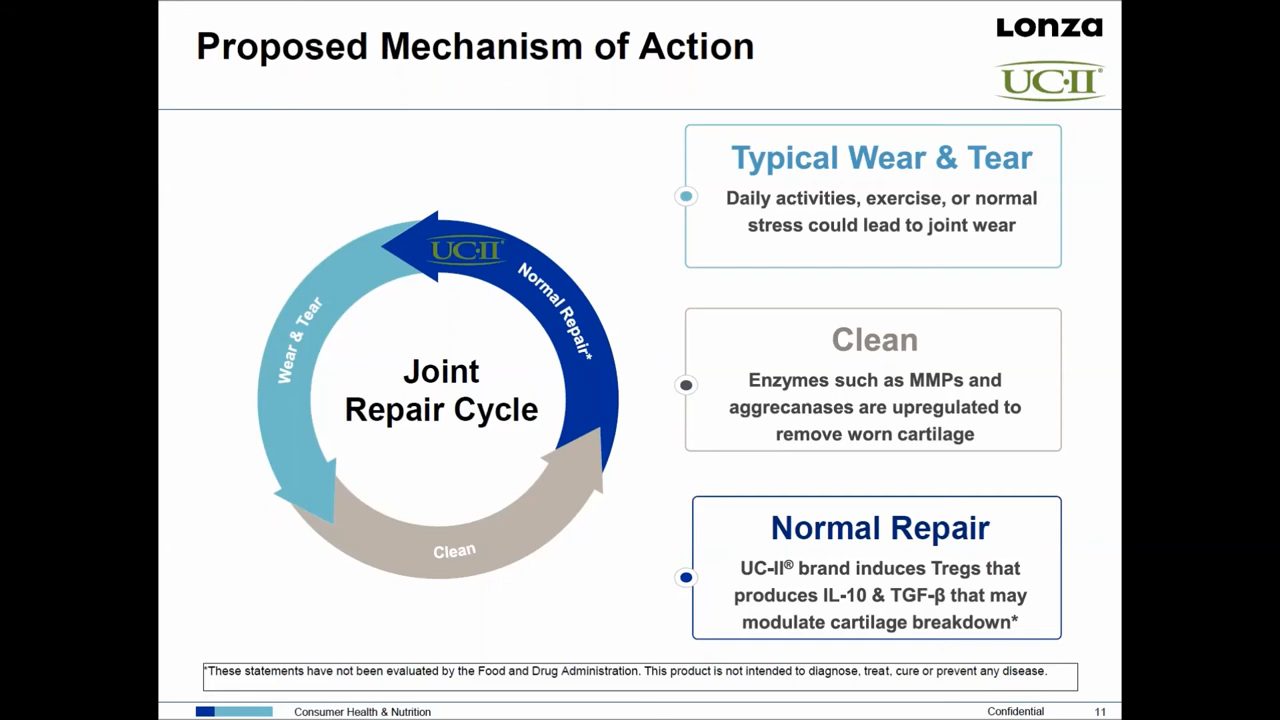 Proposed Mechanism of Action
Lonza
UC·II®
Typical Wear & Tear
Daily activities, exercise, or normal
stress could lead to joint wear
UC·II®
Normal Repair*
Wear & Tear
Joint
Repair Cycle
Clean
Clean
Enzymes such as MMPs and
aggrecanases are upregulated to
remove worn cartilage
Normal Repair
UC-II® brand induces Tregs that
produces IL-10 & TGF-β that may
modulate cartilage breakdown*
*These statements have not been evaluated by the Food and Drug Administration. This product is not intended to diagnose, treat, cure or prevent any disease.
Consumer Health & Nutrition
Confidential
11